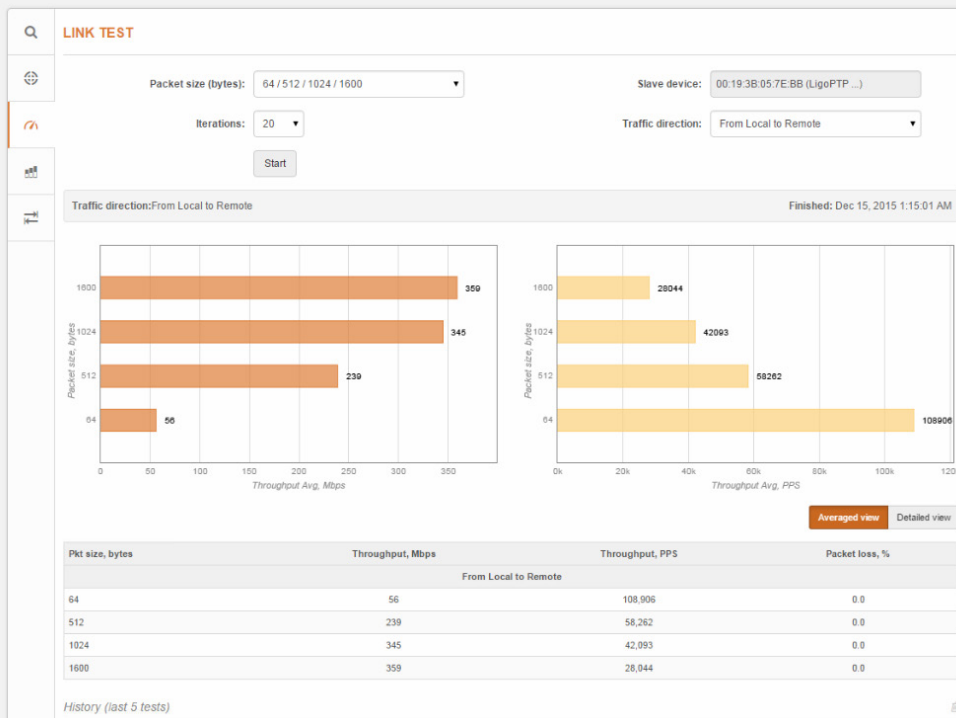 LINK TEST
Packet size (bytes): 64 / 512 / 1024 / 1600
Slave device: 00:19:3B:05:7E:BB (LigoPTP ...)
Iterations: 20
Traffic direction: From Local to Remote
Start
Traffic direction:From Local to Remote
Finished: Dec 15, 2015 1:15:01 AM
Packet size, bytes
1600 359
1024 345
512 239
64 56
0 50 100 150 200 250 300 350
Throughput Avg, Mbps
Packet size, bytes
1600 28044
1024 42093
512 58262
64 108906
0k 20k 40k 60k 80k 100k 120
Throughput Avg, PPS
Averaged view Detailed view
Pkt size, bytes Throughput, Mbps Throughput, PPS Packet loss, %
From Local to Remote
64 56 108,906 0.0
512 239 58,262 0.0
1024 345 42,093 0.0
1600 359 28,044 0.0
History (last 5 tests)